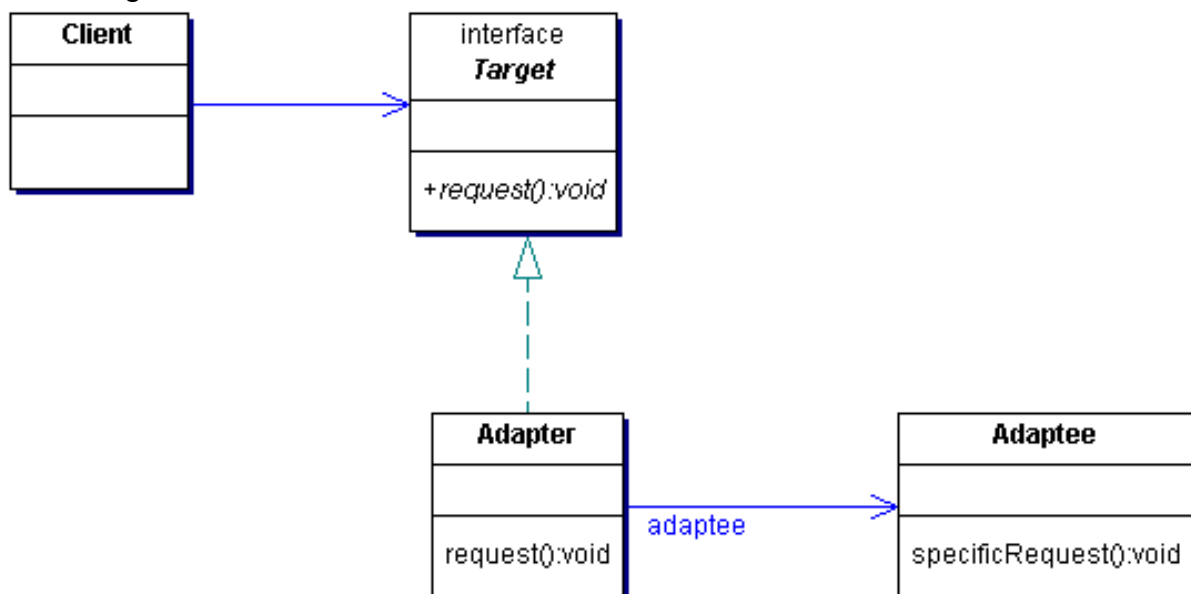 Client
interface
Target
+request():void
Adapter
request():void
adaptee
Adaptee
specificRequest():void